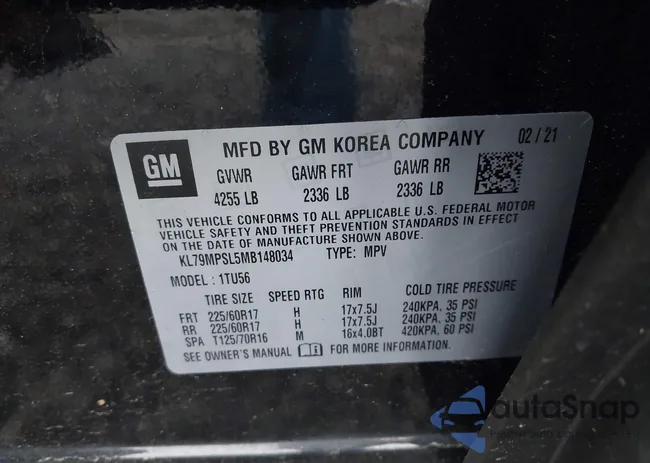 GM
MFD BY GM KOREA COMPANY 02 / 21
GVWR GAWR FRT GAWR RR
4255 LB 2336 LB 2336 LB
THIS VEHICLE CONFORMS TO ALL APPLICABLE U.S. FEDERAL MOTOR
VEHICLE SAFETY AND THEFT PREVENTION STANDARDS IN EFFECT
ON THE DATE OF MANUFACTURE SHOWN ABOVE.
KL79MPSL5MB148034 TYPE: MPV
MODEL : 1TU56
TIRE SIZE SPEED RTG RIM COLD TIRE PRESSURE
FRT 225/60R17 H 17x7.5J 240KPA, 35 PSI
RR 225/60R17 H 17x7.5J 240KPA, 35 PSI
SPA T125/70R16 M 16x4.0BT 420KPA, 60 PSI
SEE OWNER'S MANUAL FOR MORE INFORMATION.
autaSnap